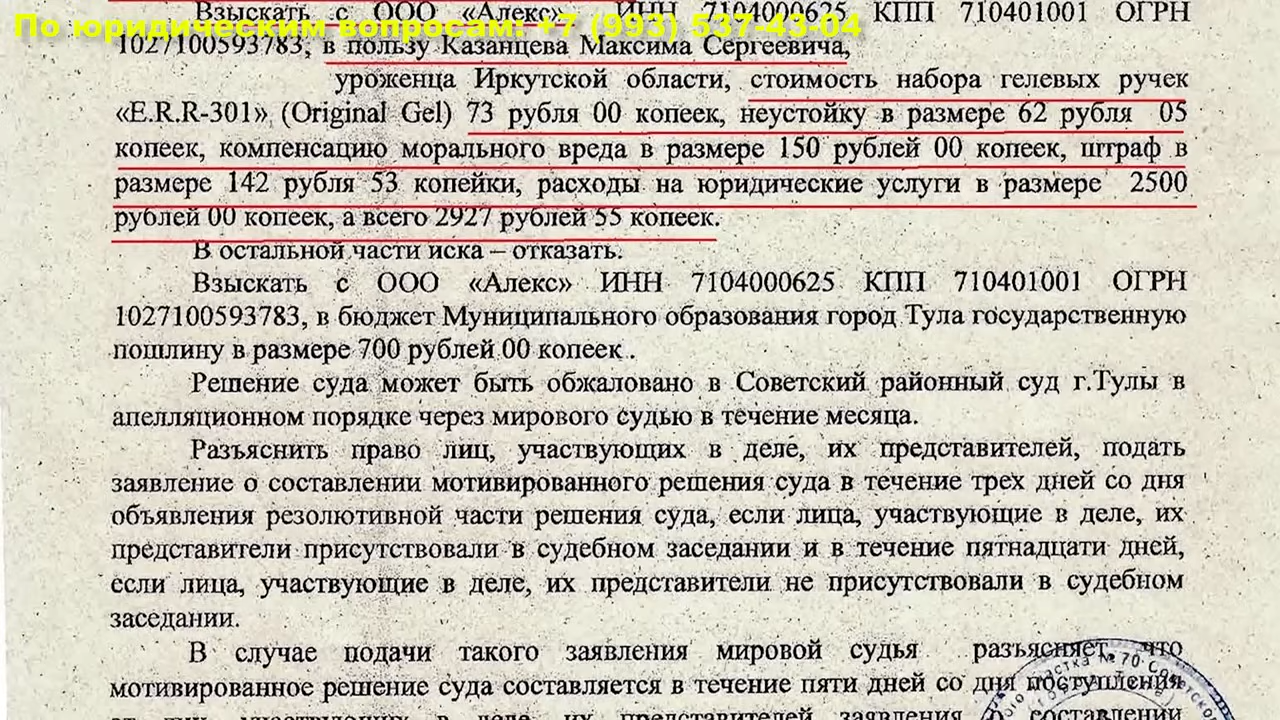 Взыскать с ООО «Алекс» ИНН 7104000625 КПП 710401001 ОГРН
По юридическим вопросам: +7 (993) 537-43-04
1027100593783, в пользу Казанцева Максима Сергеевича,
уроженца Иркутской области, стоимость набора гелевых ручек
«E.R.R-301» (Original Gel) 73 рубля 00 копеек, неустойку в размере 62 рубля 05
копеек, компенсацию морального вреда в размере 150 рублей 00 копеек, штраф в
размере 142 рубля 53 копейки, расходы на юридические услуги в размере 2500
рублей 00 копеек, а всего 2927 рублей 55 копеек.
В остальной части иска – отказать.
Взыскать с ООО «Алекс» ИНН 7104000625 КПП 710401001 ОГРН
1027100593783, в бюджет Муниципального образования город Тула государственную
пошлину в размере 700 рублей 00 копеек .
Решение суда может быть обжаловано в Советский районный суд г.Тулы в
апелляционном порядке через мирового судью в течение месяца.
Разъяснить право лиц, участвующих в деле, их представителей, подать
заявление о составлении мотивированного решения суда в течение трех дней со дня
объявления резолютивной части решения суда, если лица, участвующие в деле, их
представители присутствовали в судебном заседании и в течение пятнадцати дней,
если лица, участвующие в деле, их представители не присутствовали в судебном
заседании.
В случае подачи такого заявления мировой судья разъясняет, что
мотивированное решение суда составляется в течение пяти дней со дня поступления
от лиц, участвующих в деле, их представителей заявления о составлении